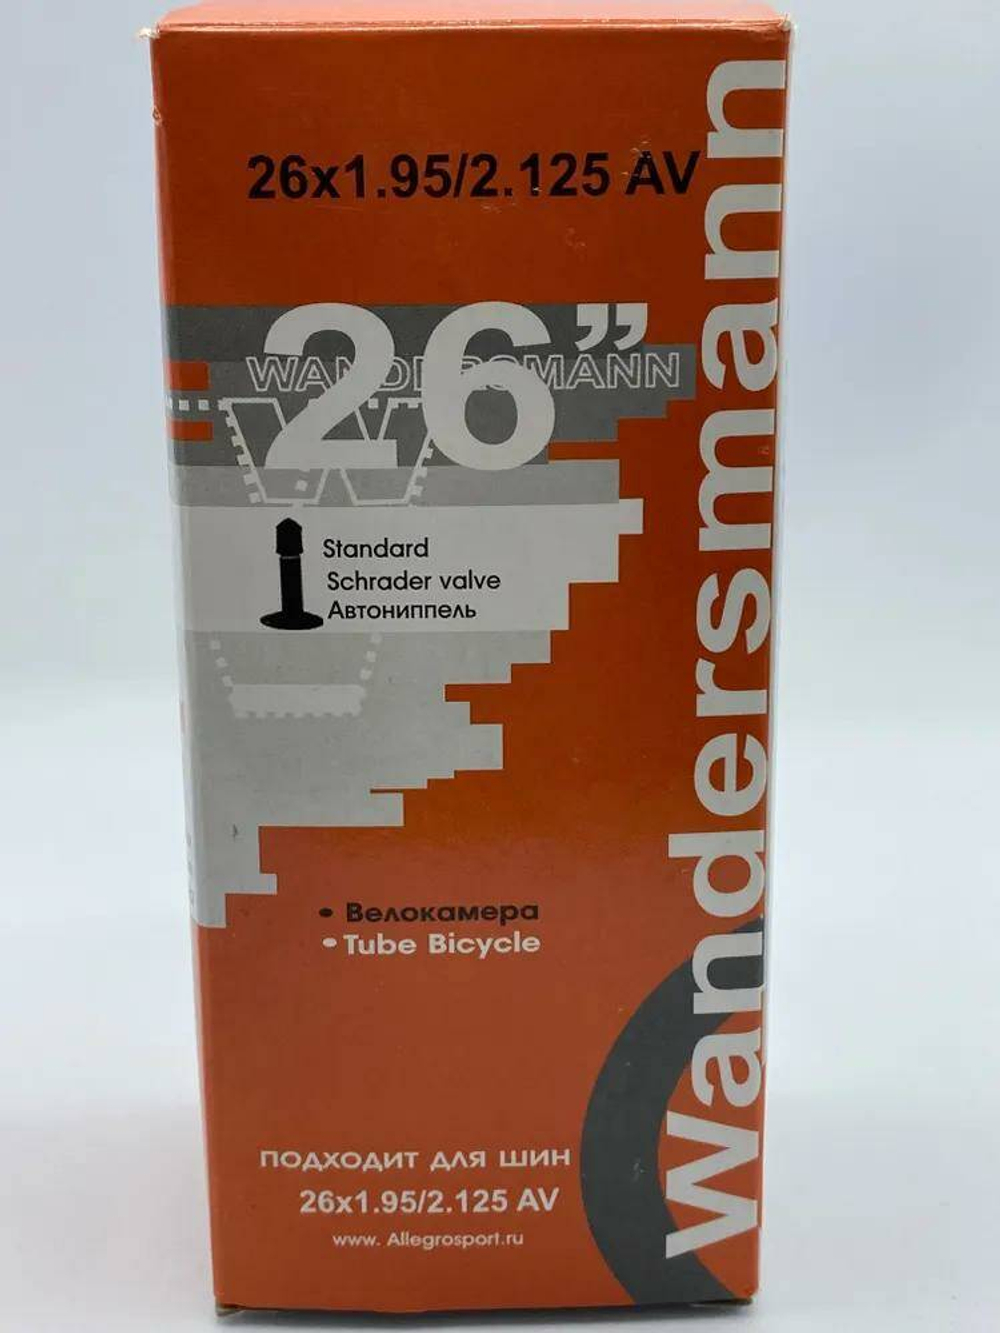 26x1.95/2.125 AV
WANDERSMANN
26”
Standard
Schrader valve
Автониппель
• Велокамера
• Tube Bicycle
ПОДХОДИТ ДЛЯ ШИН
26x1.95/2.125 AV
www. Allegrosport.ru
Wandersmann